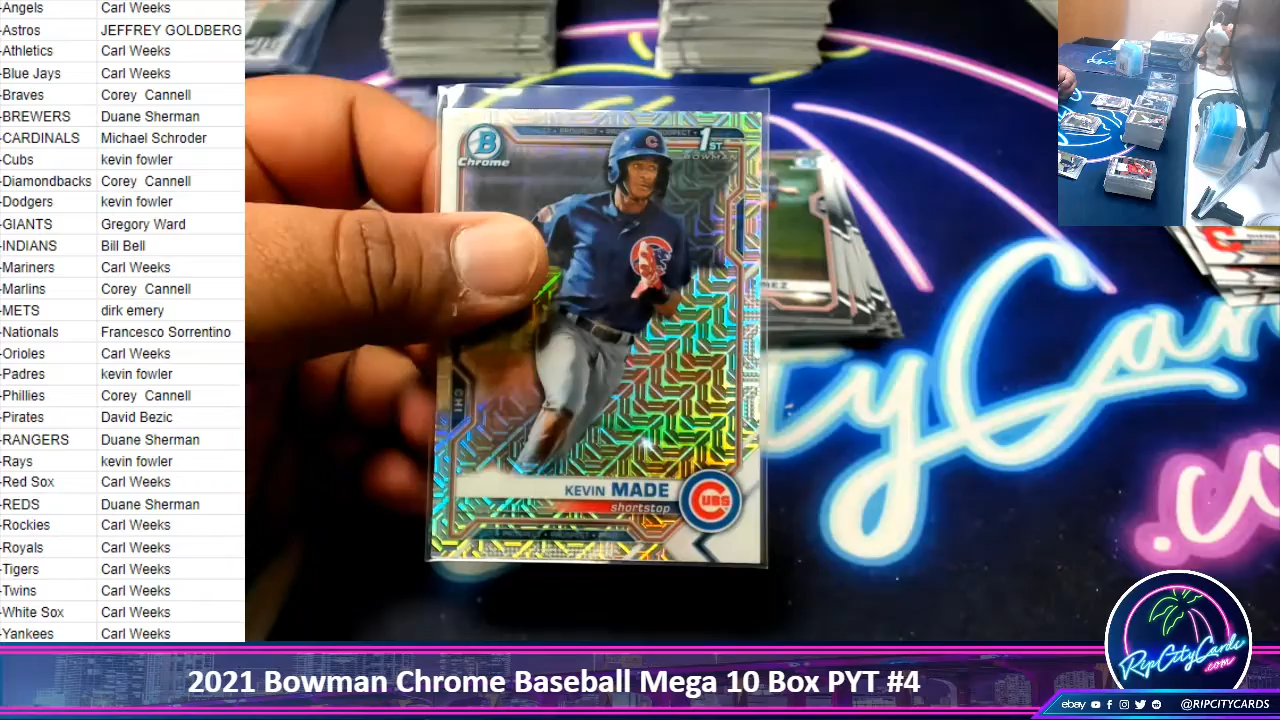 -Angels Carl Weeks
-Astros JEFFREY GOLDBERG
-Athletics Carl Weeks
-Blue Jays Carl Weeks
-Braves Corey Cannell
-BREWERS Duane Sherman
-CARDINALS Michael Schroder
-Cubs kevin fowler
-Diamondbacks Corey Cannell
-Dodgers kevin fowler
-GIANTS Gregory Ward
-INDIANS Bill Bell
-Mariners Carl Weeks
-Marlins Corey Cannell
-METS dirk emery
-Nationals Francesco Sorrentino
-Orioles Carl Weeks
-Padres kevin fowler
-Phillies Corey Cannell
-Pirates David Bezic
-RANGERS Duane Sherman
-Rays kevin fowler
-Red Sox Carl Weeks
-REDS Duane Sherman
-Rockies Carl Weeks
-Royals Carl Weeks
-Tigers Carl Weeks
-Twins Carl Weeks
-White Sox Carl Weeks
-Yankees Carl Weeks
B
Chrome
PROSPECT
1ST
BOWMAN
C
CHI
KEVIN MADE
shortstop
CUBS
tyCar
.co
RipCityCards
.com
2021 Bowman Chrome Baseball Mega 10 Box PYT #4
ebay @RIPCITYCARDS